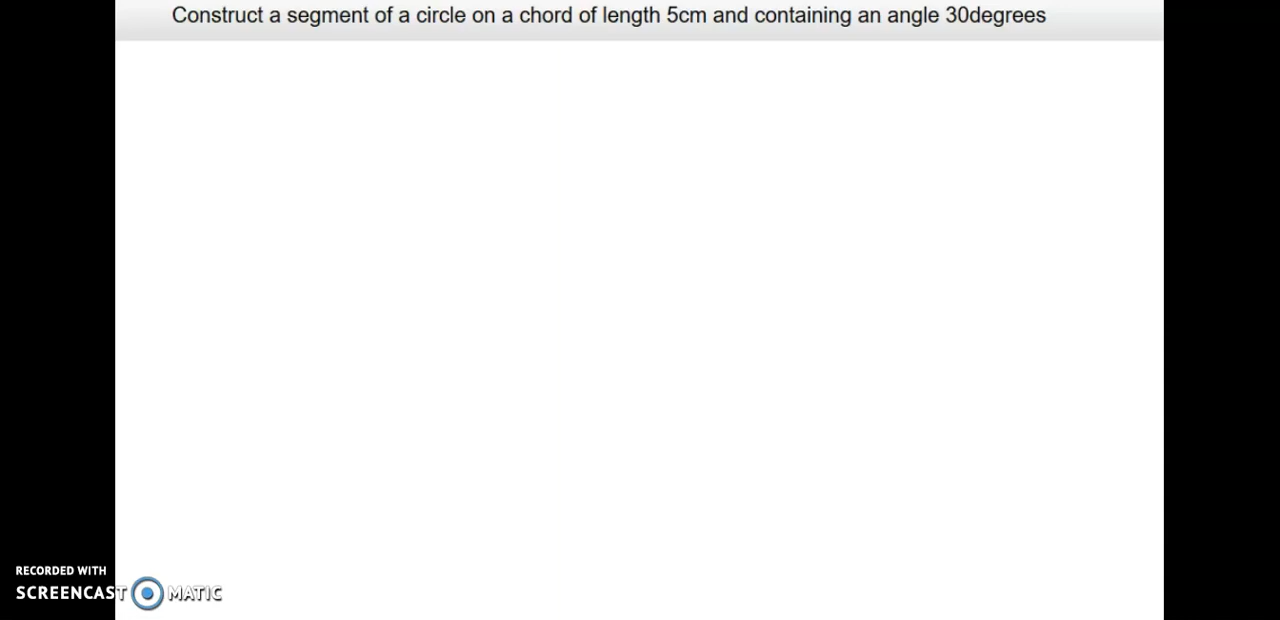 Construct a segment of a circle on a chord of length 5cm and containing an angle 30degrees
RECORDED WITH
SCREENCAST MATIC